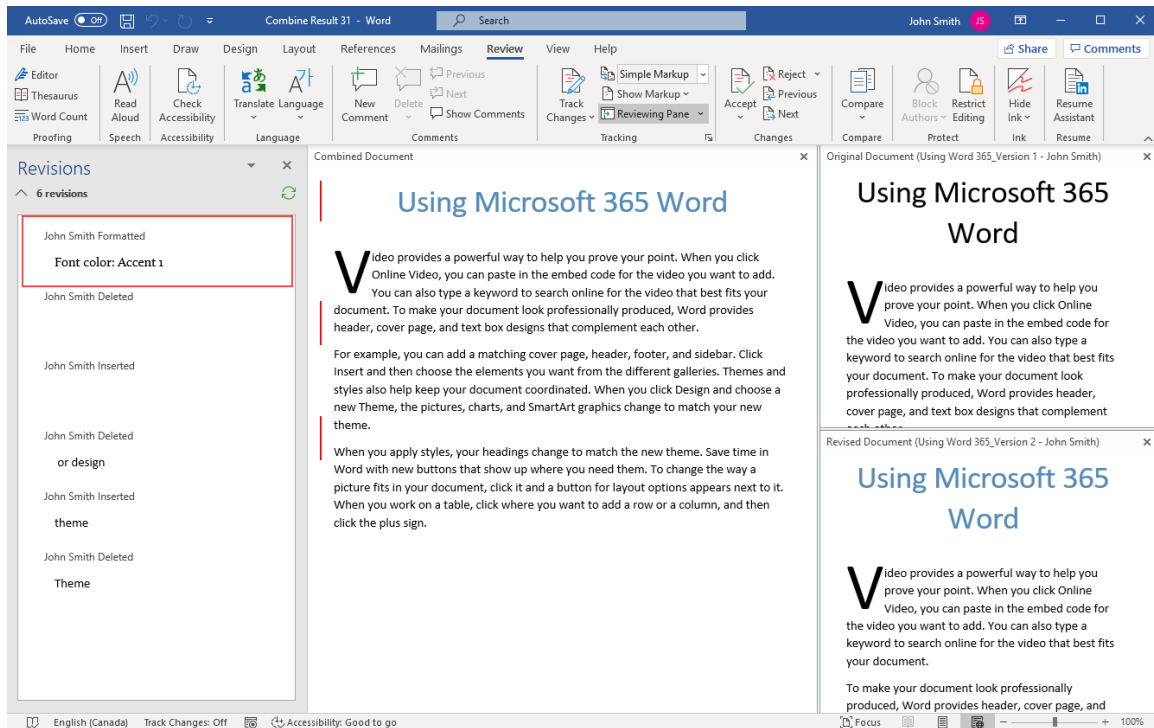 AutoSave Off Combine Result 31 - Word Search John Smith JS
File Home Insert Draw Design Layout References Mailings Review View Help Share Comments
Editor
Thesaurus
123 Word Count
Proofing
Read Aloud
Speech
Check Accessibility
Accessibility
Translate Language
Language
New Comment
Delete
Previous
Next
Show Comments
Comments
Track Changes
Simple Markup
Show Markup
Reviewing Pane
Tracking
Accept
Reject
Previous
Next
Changes
Compare
Compare
Block Authors
Restrict Editing
Protect
Hide Ink
Ink
Resume Assistant
Resume
Revisions
6 revisions
John Smith Formatted
Font color: Accent 1
John Smith Deleted
John Smith Inserted
John Smith Deleted
or design
John Smith Inserted
theme
John Smith Deleted
Theme
Combined Document
Using Microsoft 365 Word
Video provides a powerful way to help you prove your point. When you click
Online Video, you can paste in the embed code for the video you want to add.
You can also type a keyword to search online for the video that best fits your
document. To make your document look professionally produced, Word provides
header, cover page, and text box designs that complement each other.
For example, you can add a matching cover page, header, footer, and sidebar. Click
Insert and then choose the elements you want from the different galleries. Themes and
styles also help keep your document coordinated. When you click Design and choose a
new Theme, the pictures, charts, and SmartArt graphics change to match your new
theme.
When you apply styles, your headings change to match the new theme. Save time in
Word with new buttons that show up where you need them. To change the way a
picture fits in your document, click it and a button for layout options appears next to it.
When you work on a table, click where you want to add a row or a column, and then
click the plus sign.
Original Document (Using Word 365_Version 1 - John Smith)
Using Microsoft 365
Word
Video provides a powerful way to help you
prove your point. When you click Online
Video, you can paste in the embed code for
the video you want to add. You can also type a
keyword to search online for the video that best fits
your document. To make your document look
professionally produced, Word provides header,
cover page, and text box designs that complement
each other.
Revised Document (Using Word 365_Version 2 - John Smith)
Using Microsoft 365
Word
Video provides a powerful way to help you
prove your point. When you click Online
Video, you can paste in the embed code for
the video you want to add. You can also type a
keyword to search online for the video that best fits
your document.
To make your document look professionally
produced, Word provides header, cover page, and
English (Canada) Track Changes: Off Accessibility: Good to go Focus 100%